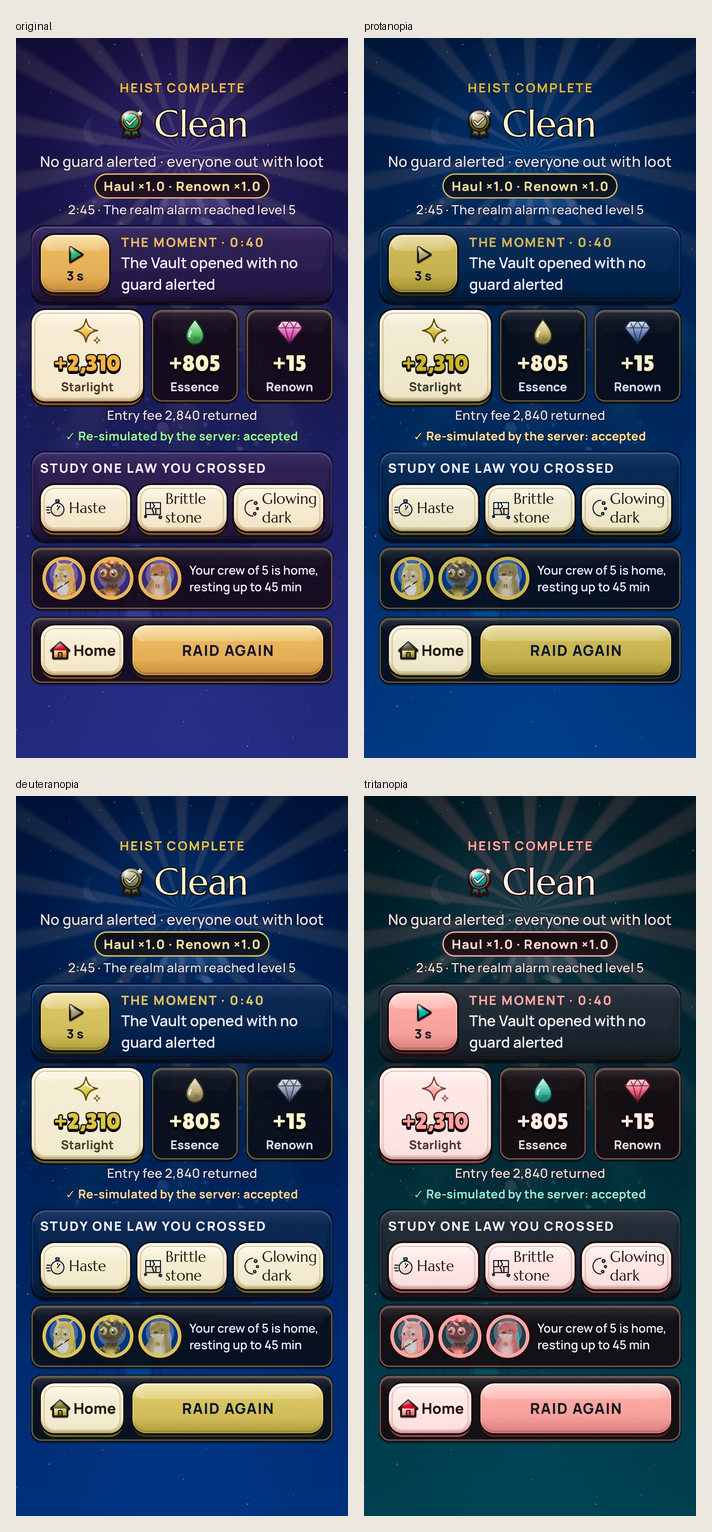 original
HEIST COMPLETE
Clean
No guard alerted · everyone out with loot
Haul ×1.0 · Renown ×1.0
2:45 · The realm alarm reached level 5
3 s
THE MOMENT · 0:40
The Vault opened with no
guard alerted
+2,310
Starlight
+805
Essence
+15
Renown
Entry fee 2,840 returned
✓ Re-simulated by the server: accepted
STUDY ONE LAW YOU CROSSED
Haste
Brittle
stone
Glowing
dark
Your crew of 5 is home,
resting up to 45 min
Home
RAID AGAIN
protanopia
HEIST COMPLETE
Clean
No guard alerted · everyone out with loot
Haul ×1.0 · Renown ×1.0
2:45 · The realm alarm reached level 5
3 s
THE MOMENT · 0:40
The Vault opened with no
guard alerted
+2,310
Starlight
+805
Essence
+15
Renown
Entry fee 2,840 returned
✓ Re-simulated by the server: accepted
STUDY ONE LAW YOU CROSSED
Haste
Brittle
stone
Glowing
dark
Your crew of 5 is home,
resting up to 45 min
Home
RAID AGAIN
deuteranopia
HEIST COMPLETE
Clean
No guard alerted · everyone out with loot
Haul ×1.0 · Renown ×1.0
2:45 · The realm alarm reached level 5
3 s
THE MOMENT · 0:40
The Vault opened with no
guard alerted
+2,310
Starlight
+805
Essence
+15
Renown
Entry fee 2,840 returned
✓ Re-simulated by the server: accepted
STUDY ONE LAW YOU CROSSED
Haste
Brittle
stone
Glowing
dark
Your crew of 5 is home,
resting up to 45 min
Home
RAID AGAIN
tritanopia
HEIST COMPLETE
Clean
No guard alerted · everyone out with loot
Haul ×1.0 · Renown ×1.0
2:45 · The realm alarm reached level 5
3 s
THE MOMENT · 0:40
The Vault opened with no
guard alerted
+2,310
Starlight
+805
Essence
+15
Renown
Entry fee 2,840 returned
✓ Re-simulated by the server: accepted
STUDY ONE LAW YOU CROSSED
Haste
Brittle
stone
Glowing
dark
Your crew of 5 is home,
resting up to 45 min
Home
RAID AGAIN